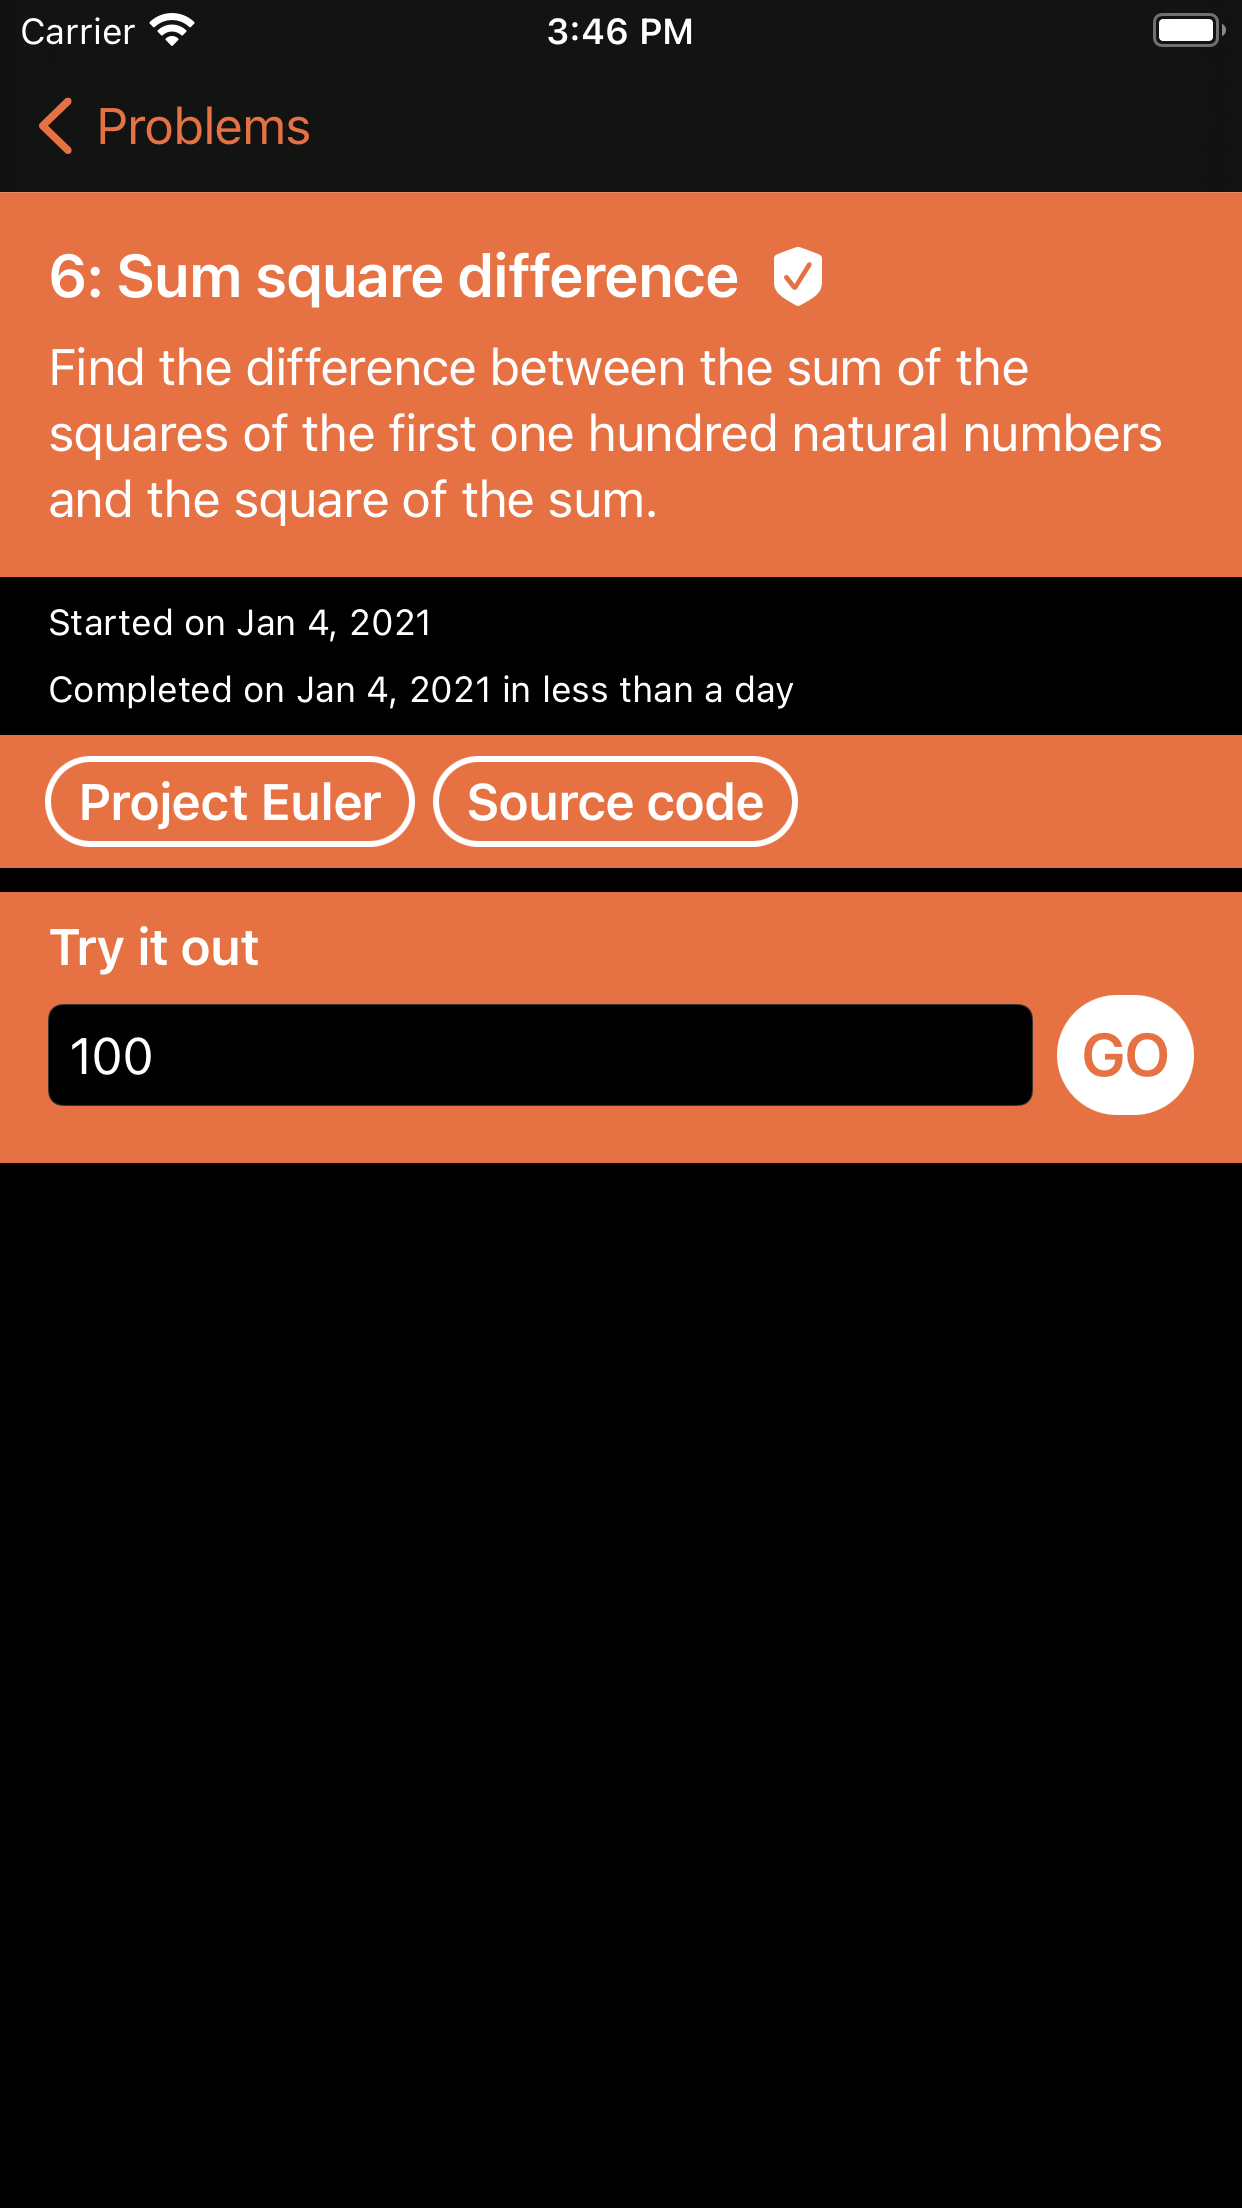 Carrier
3:46 PM
Problems
6: Sum square difference
Find the difference between the sum of the
squares of the first one hundred natural numbers
and the square of the sum.
Started on Jan 4, 2021
Completed on Jan 4, 2021 in less than a day
Project Euler
Source code
Try it out
100
GO